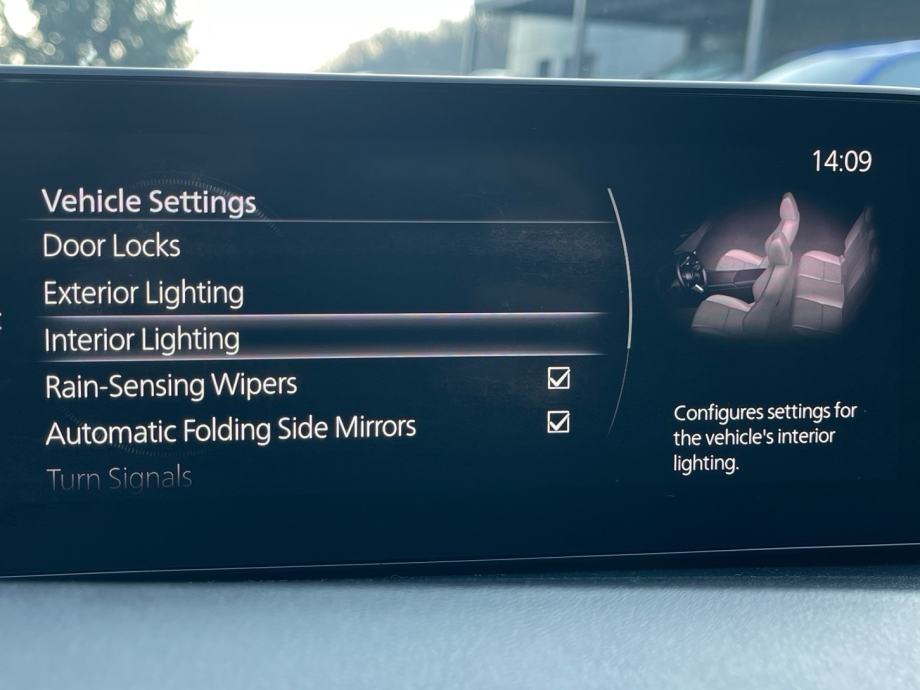 14:09
Vehicle Settings
Door Locks
Exterior Lighting
Interior Lighting
Rain-Sensing Wipers
Automatic Folding Side Mirrors
Turn Signals
Configures settings for
the vehicle's interior
lighting.